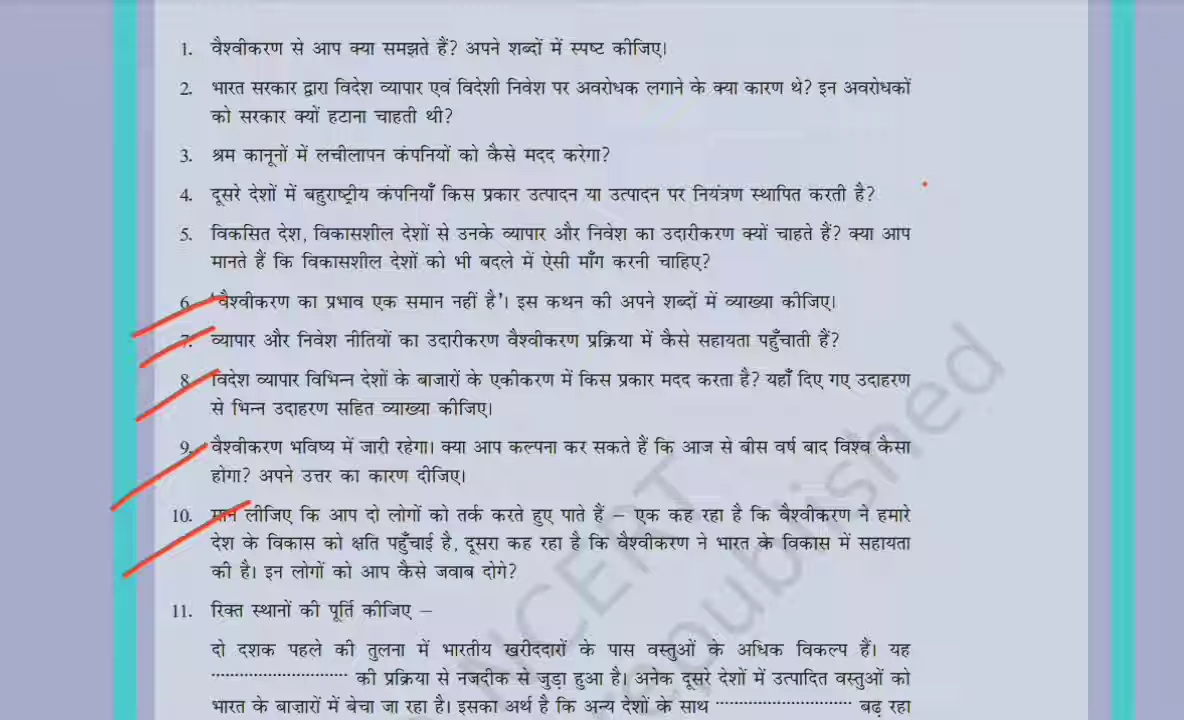 1. वैश्वीकरण से आप क्या समझते हैं? अपने शब्दों में स्पष्ट कीजिए।
2. भारत सरकार द्वारा विदेश व्यापार एवं विदेशी निवेश पर अवरोधक लगाने के क्या कारण थे? इन अवरोधकों
को सरकार क्यों हटाना चाहती थी?
3. श्रम कानूनों में लचीलापन कंपनियों को कैसे मदद करेगा?
4. दूसरे देशों में बहुराष्ट्रीय कंपनियाँ किस प्रकार उत्पादन या उत्पादन पर नियंत्रण स्थापित करती है?
5. विकसित देश, विकासशील देशों से उनके व्यापार और निवेश का उदारीकरण क्यों चाहते हैं? क्या आप
मानते हैं कि विकासशील देशों को भी बदले में ऐसी माँग करनी चाहिए?
6. 'वैश्वीकरण का प्रभाव एक समान नहीं है'। इस कथन की अपने शब्दों में व्याख्या कीजिए।
7. व्यापार और निवेश नीतियों का उदारीकरण वैश्वीकरण प्रक्रिया में कैसे सहायता पहुँचाती हैं?
8. विदेश व्यापार विभिन्न देशों के बाजारों के एकीकरण में किस प्रकार मदद करता है? यहाँ दिए गए उदाहरण
से भिन्न उदाहरण सहित व्याख्या कीजिए।
9. वैश्वीकरण भविष्य में जारी रहेगा। क्या आप कल्पना कर सकते हैं कि आज से बीस वर्ष बाद विश्व कैसा
होगा? अपने उत्तर का कारण दीजिए।
10. मान लीजिए कि आप दो लोगों को तर्क करते हुए पाते हैं – एक कह रहा है कि वैश्वीकरण ने हमारे
देश के विकास को क्षति पहुँचाई है, दूसरा कह रहा है कि वैश्वीकरण ने भारत के विकास में सहायता
की है। इन लोगों को आप कैसे जवाब दोगे?
11. रिक्त स्थानों की पूर्ति कीजिए –
दो दशक पहले की तुलना में भारतीय खरीददारों के पास वस्तुओं के अधिक विकल्प हैं। यह
........................... की प्रक्रिया से नजदीक से जुड़ा हुआ है। अनेक दूसरे देशों में उत्पादित वस्तुओं को
भारत के बाज़ारों में बेचा जा रहा है। इसका अर्थ है कि अन्य देशों के साथ ........................... बढ़ रहा
NCERT
republished